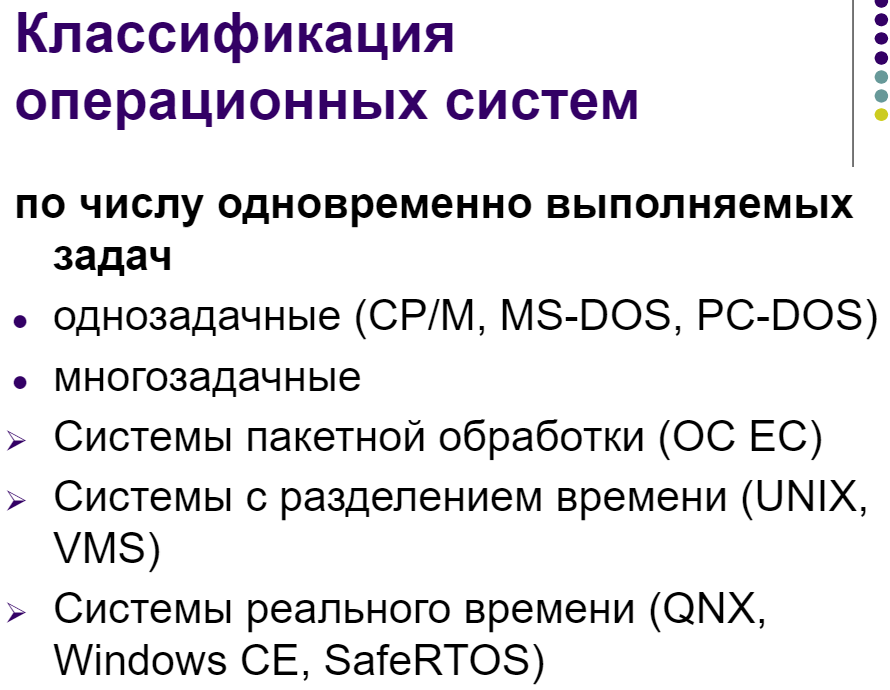 Классификация
операционных систем
по числу одновременно выполняемых
задач
• однозадачные (CP/M, MS-DOS, PC-DOS)
• многозадачные
➢ Системы пакетной обработки (ОС ЕС)
➢ Системы с разделением времени (UNIX,
VMS)
➢ Системы реального времени (QNX,
Windows CE, SafeRTOS)